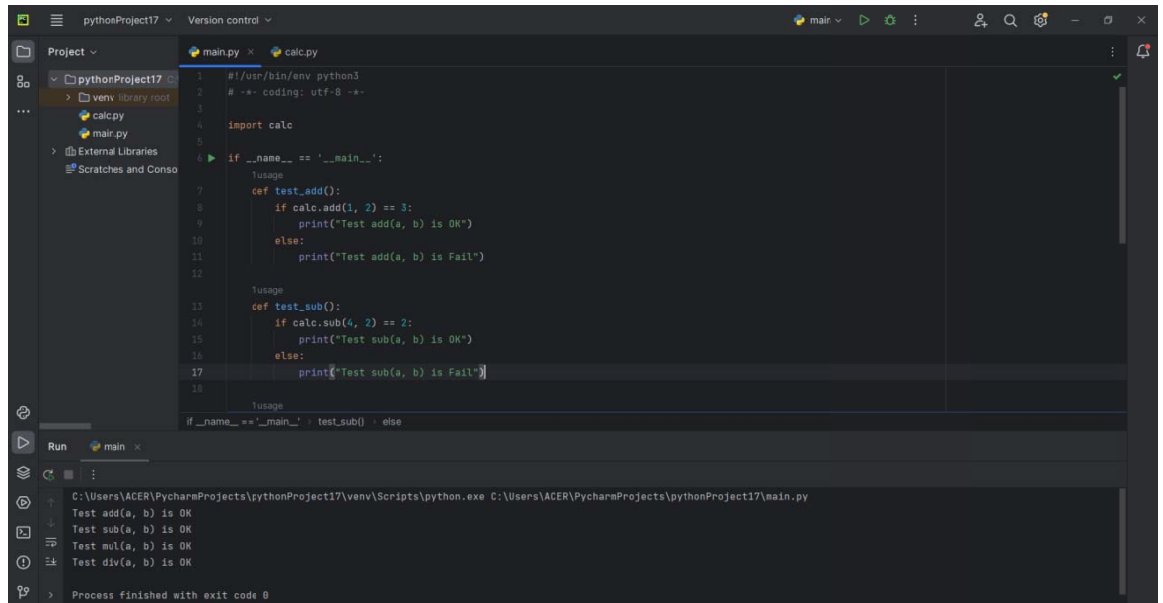 pythonProject17 Version control main
Project main.py calc.py
pythonProject17 C:\
venv library root
calc.py
main.py
External Libraries
Scratches and Conso
1 #!/usr/bin/env python3
2 # -*- coding: utf-8 -*-
3
4 import calc
5
6 if __name__ == '__main__':
1 usage
7 def test_add():
8 if calc.add(1, 2) == 3:
9 print("Test add(a, b) is OK")
10 else:
11 print("Test add(a, b) is Fail")
12
1 usage
13 def test_sub():
14 if calc.sub(4, 2) == 2:
15 print("Test sub(a, b) is OK")
16 else:
17 print("Test sub(a, b) is Fail")
18
1 usage
if __name__ == '__main__' › test_sub() › else
Run main
C:\Users\ACER\PycharmProjects\pythonProject17\venv\Scripts\python.exe C:\Users\ACER\PycharmProjects\pythonProject17\main.py
Test add(a, b) is OK
Test sub(a, b) is OK
Test mul(a, b) is OK
Test div(a, b) is OK
Process finished with exit code 0